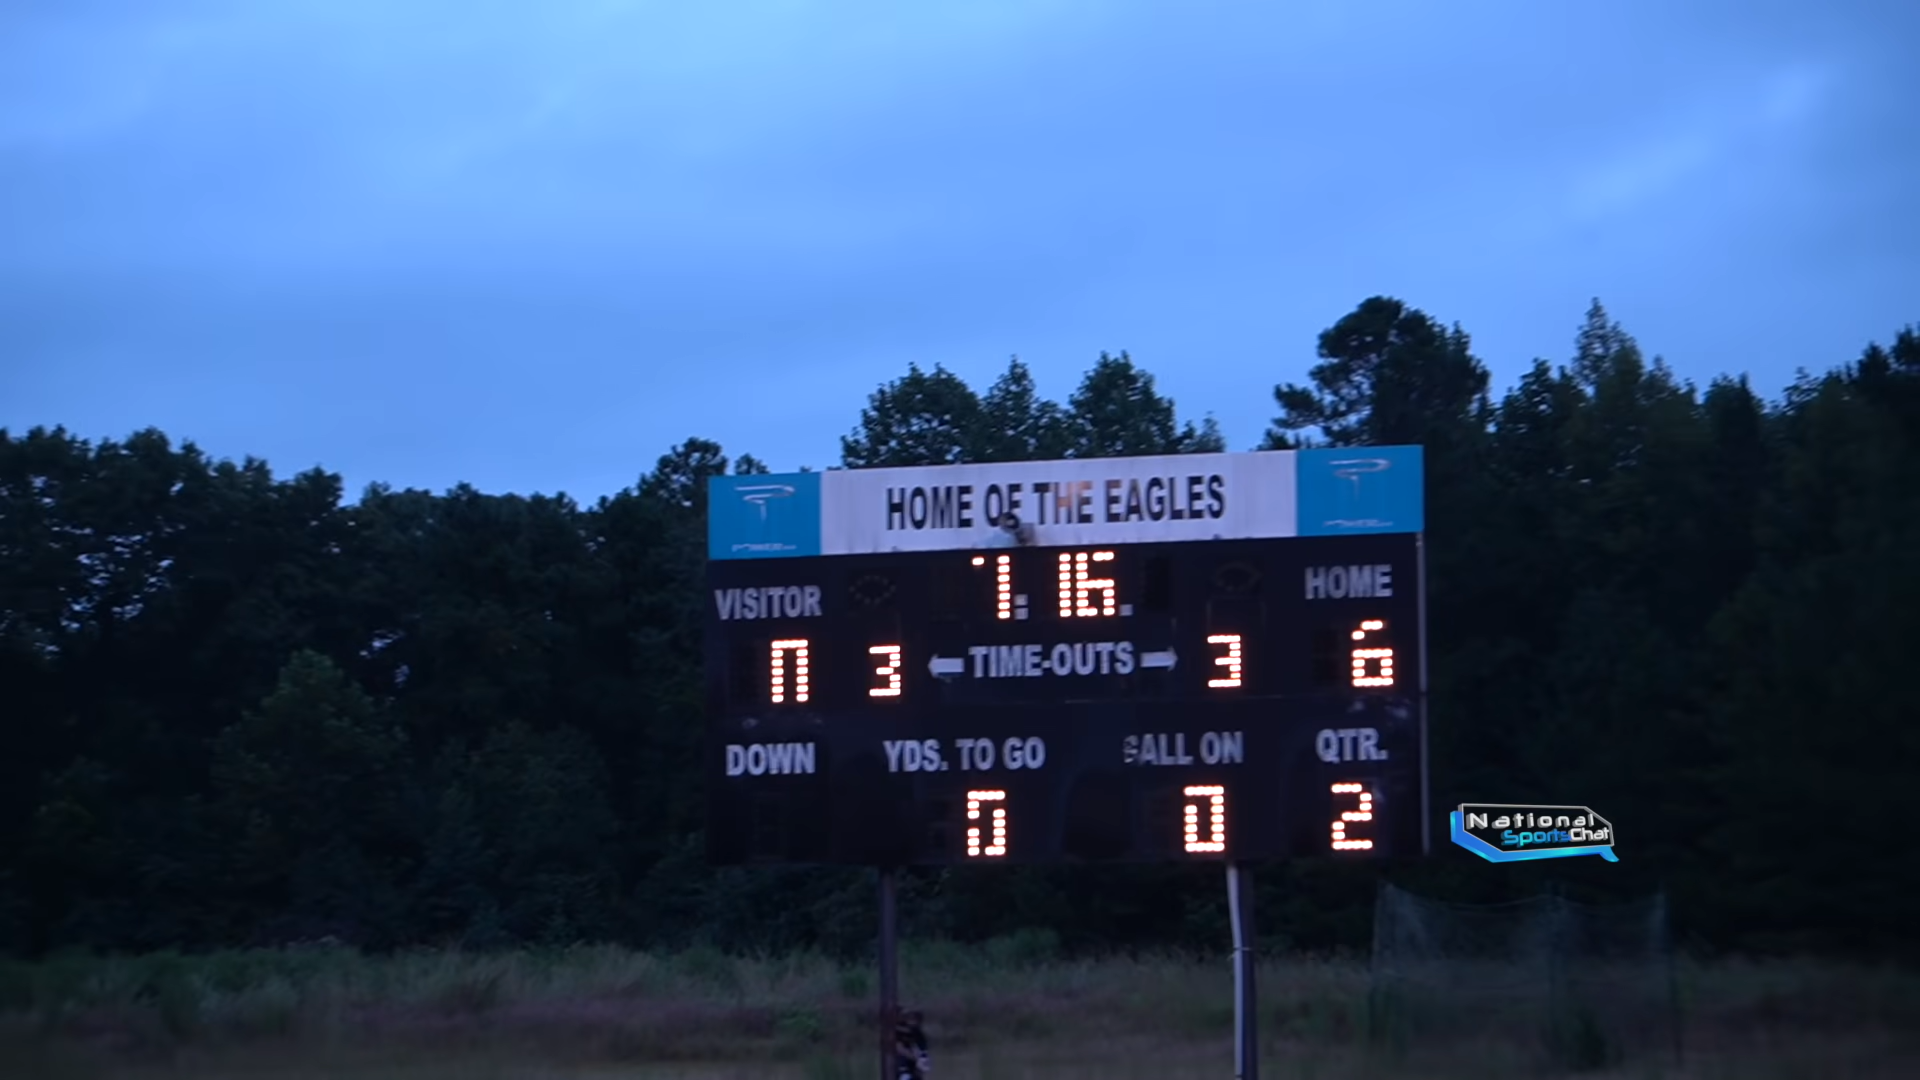 HOME OF THE EAGLES
VISITOR 7:16. HOME
0 3 TIME-OUTS 3 6
DOWN YDS. TO GO BALL ON QTR.
0 0 2
National
SportsChat